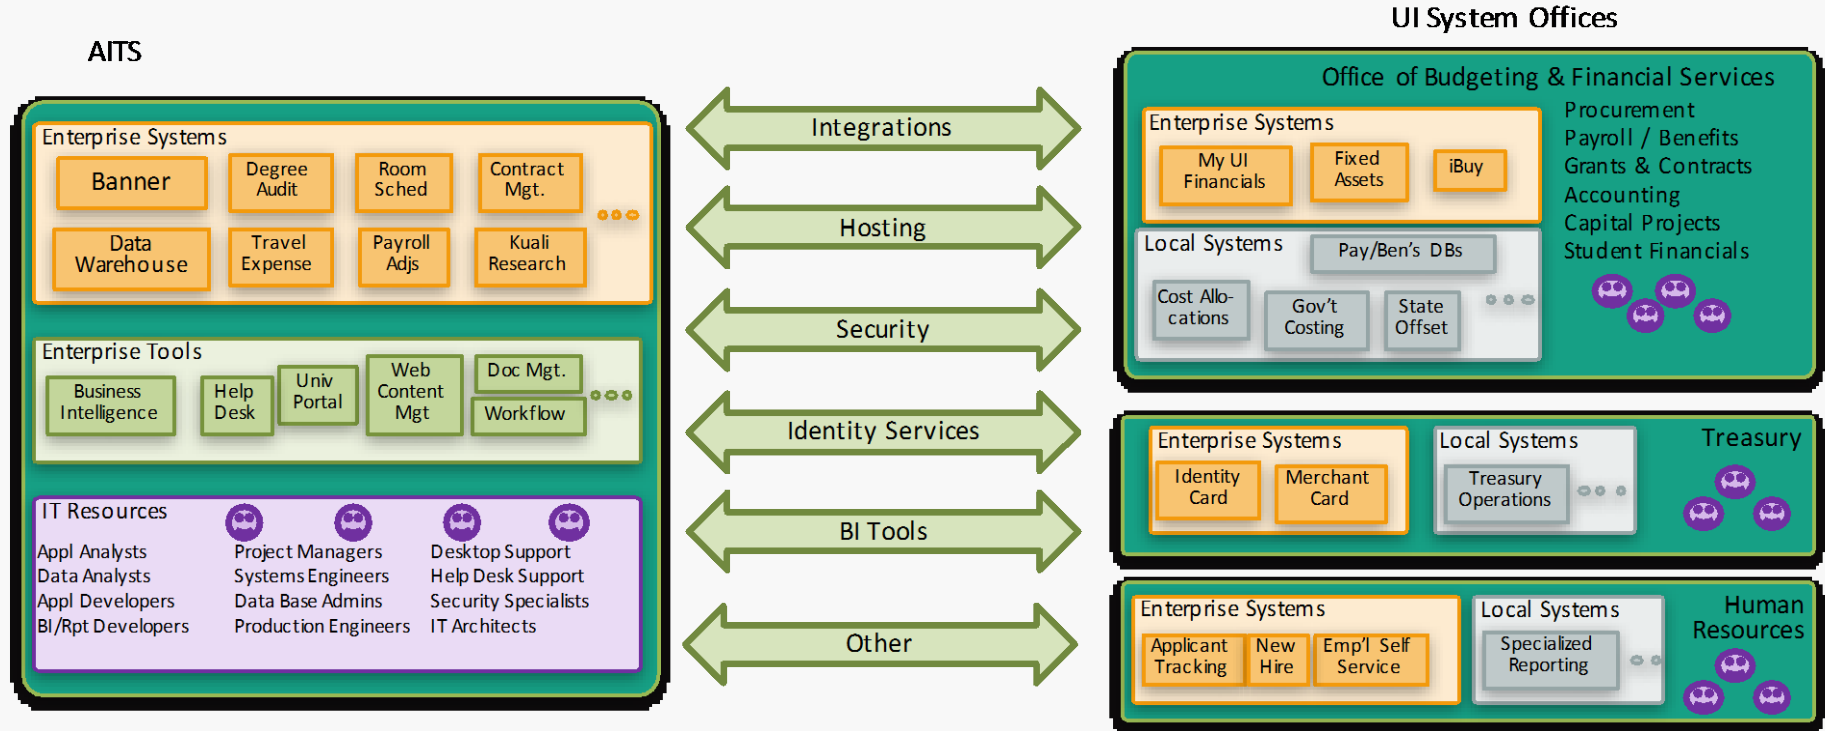 AITS
Enterprise Systems
Banner
Degree
Audit
Room
Sched
Contract
Mgt.
Data
Warehouse
Travel
Expense
Payroll
Adjs
Kuali
Research
Enterprise Tools
Business
Intelligence
Help
Desk
Univ
Portal
Web
Content
Mgt
Doc Mgt.
Workflow
IT Resources
Appl Analysts
Data Analysts
Appl Developers
BI/Rpt Developers
Project Managers
Systems Engineers
Data Base Admins
Production Engineers
Desktop Support
Help Desk Support
Security Specialists
IT Architects
Integrations
Hosting
Security
Identity Services
BI Tools
Other
UI System Offices
Office of Budgeting & Financial Services
Enterprise Systems
My UI
Financials
Fixed
Assets
iBuy
Local Systems
Pay/Ben's DBs
Cost Allo-
cations
Gov't
Costing
State
Offset
Procurement
Payroll / Benefits
Grants & Contracts
Accounting
Capital Projects
Student Financials
Enterprise Systems
Identity
Card
Merchant
Card
Local Systems
Treasury
Operations
Treasury
Enterprise Systems
Applicant
Tracking
New
Hire
Emp'l Self
Service
Local Systems
Specialized
Reporting
Human
Resources